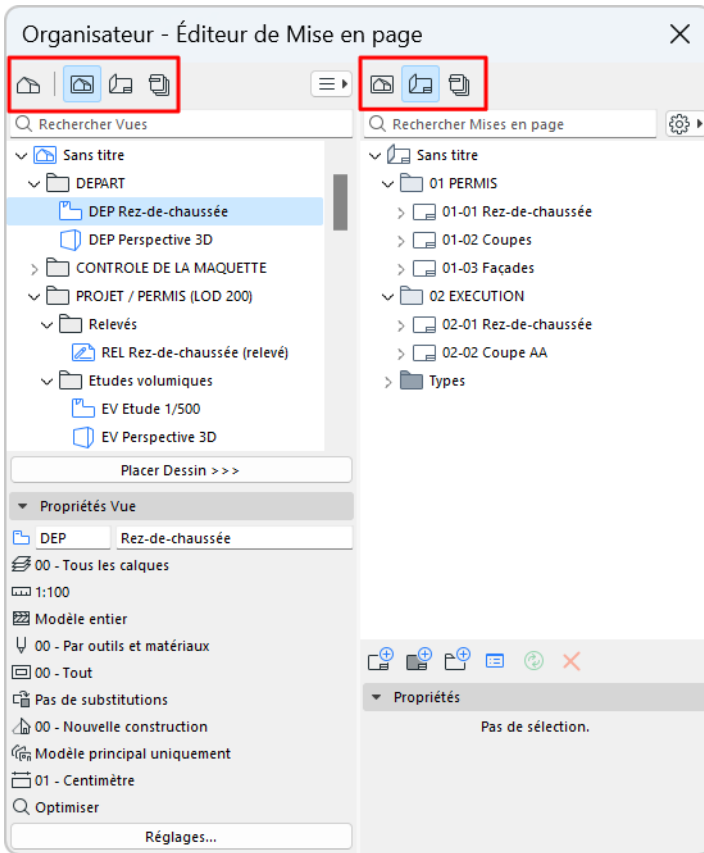 Organisateur - Éditeur de Mise en page
Rechercher Vues
Sans titre
DEPART
DEP Rez-de-chaussée
DEP Perspective 3D
CONTROLE DE LA MAQUETTE
PROJET / PERMIS (LOD 200)
Relevés
REL Rez-de-chaussée (relevé)
Etudes volumiques
EV Etude 1/500
EV Perspective 3D
Placer Dessin >>>
Propriétés Vue
DEP Rez-de-chaussée
00 - Tous les calques
1:100
Modèle entier
00 - Par outils et matériaux
00 - Tout
Pas de substitutions
00 - Nouvelle construction
Modèle principal uniquement
01 - Centimètre
Optimiser
Réglages...
Rechercher Mises en page
Sans titre
01 PERMIS
01-01 Rez-de-chaussée
01-02 Coupes
01-03 Façades
02 EXECUTION
02-01 Rez-de-chaussée
02-02 Coupe AA
Types
Propriétés
Pas de sélection.